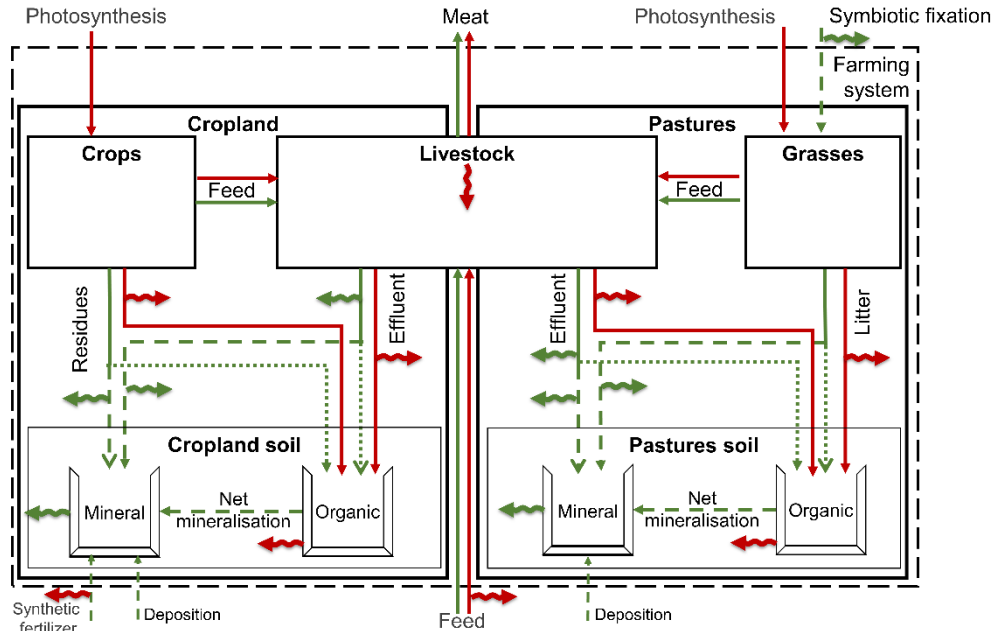 Photosynthesis
Meat
Photosynthesis
Symbiotic fixation
Farming
system
Cropland
Pastures
Crops
Livestock
Grasses
Feed
Feed
Residues
Effluent
Effluent
Litter
Cropland soil
Pastures soil
Mineral
Net
mineralisation
Organic
Mineral
Net
mineralisation
Organic
Synthetic
fertilizer
Deposition
Feed
Deposition